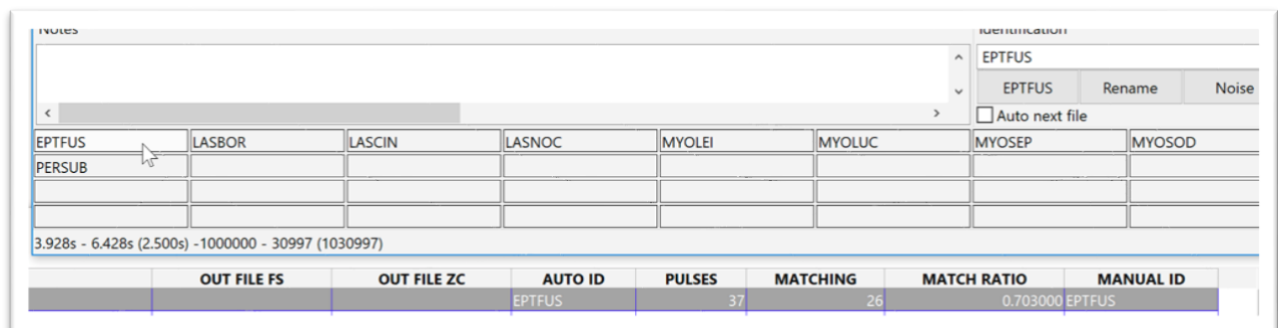 Notes
Identification
EPTFUS
EPTFUS Rename Noise
Auto next file
EPTFUS LASBOR LASCIN LASNOC MYOLEI MYOLUC MYOSEP MYOSOD
PERSUB
3.928s - 6.428s (2.500s) -1000000 - 30997 (1030997)
OUT FILE FS OUT FILE ZC AUTO ID PULSES MATCHING MATCH RATIO MANUAL ID
EPTFUS 37 26 0.703000 EPTFUS